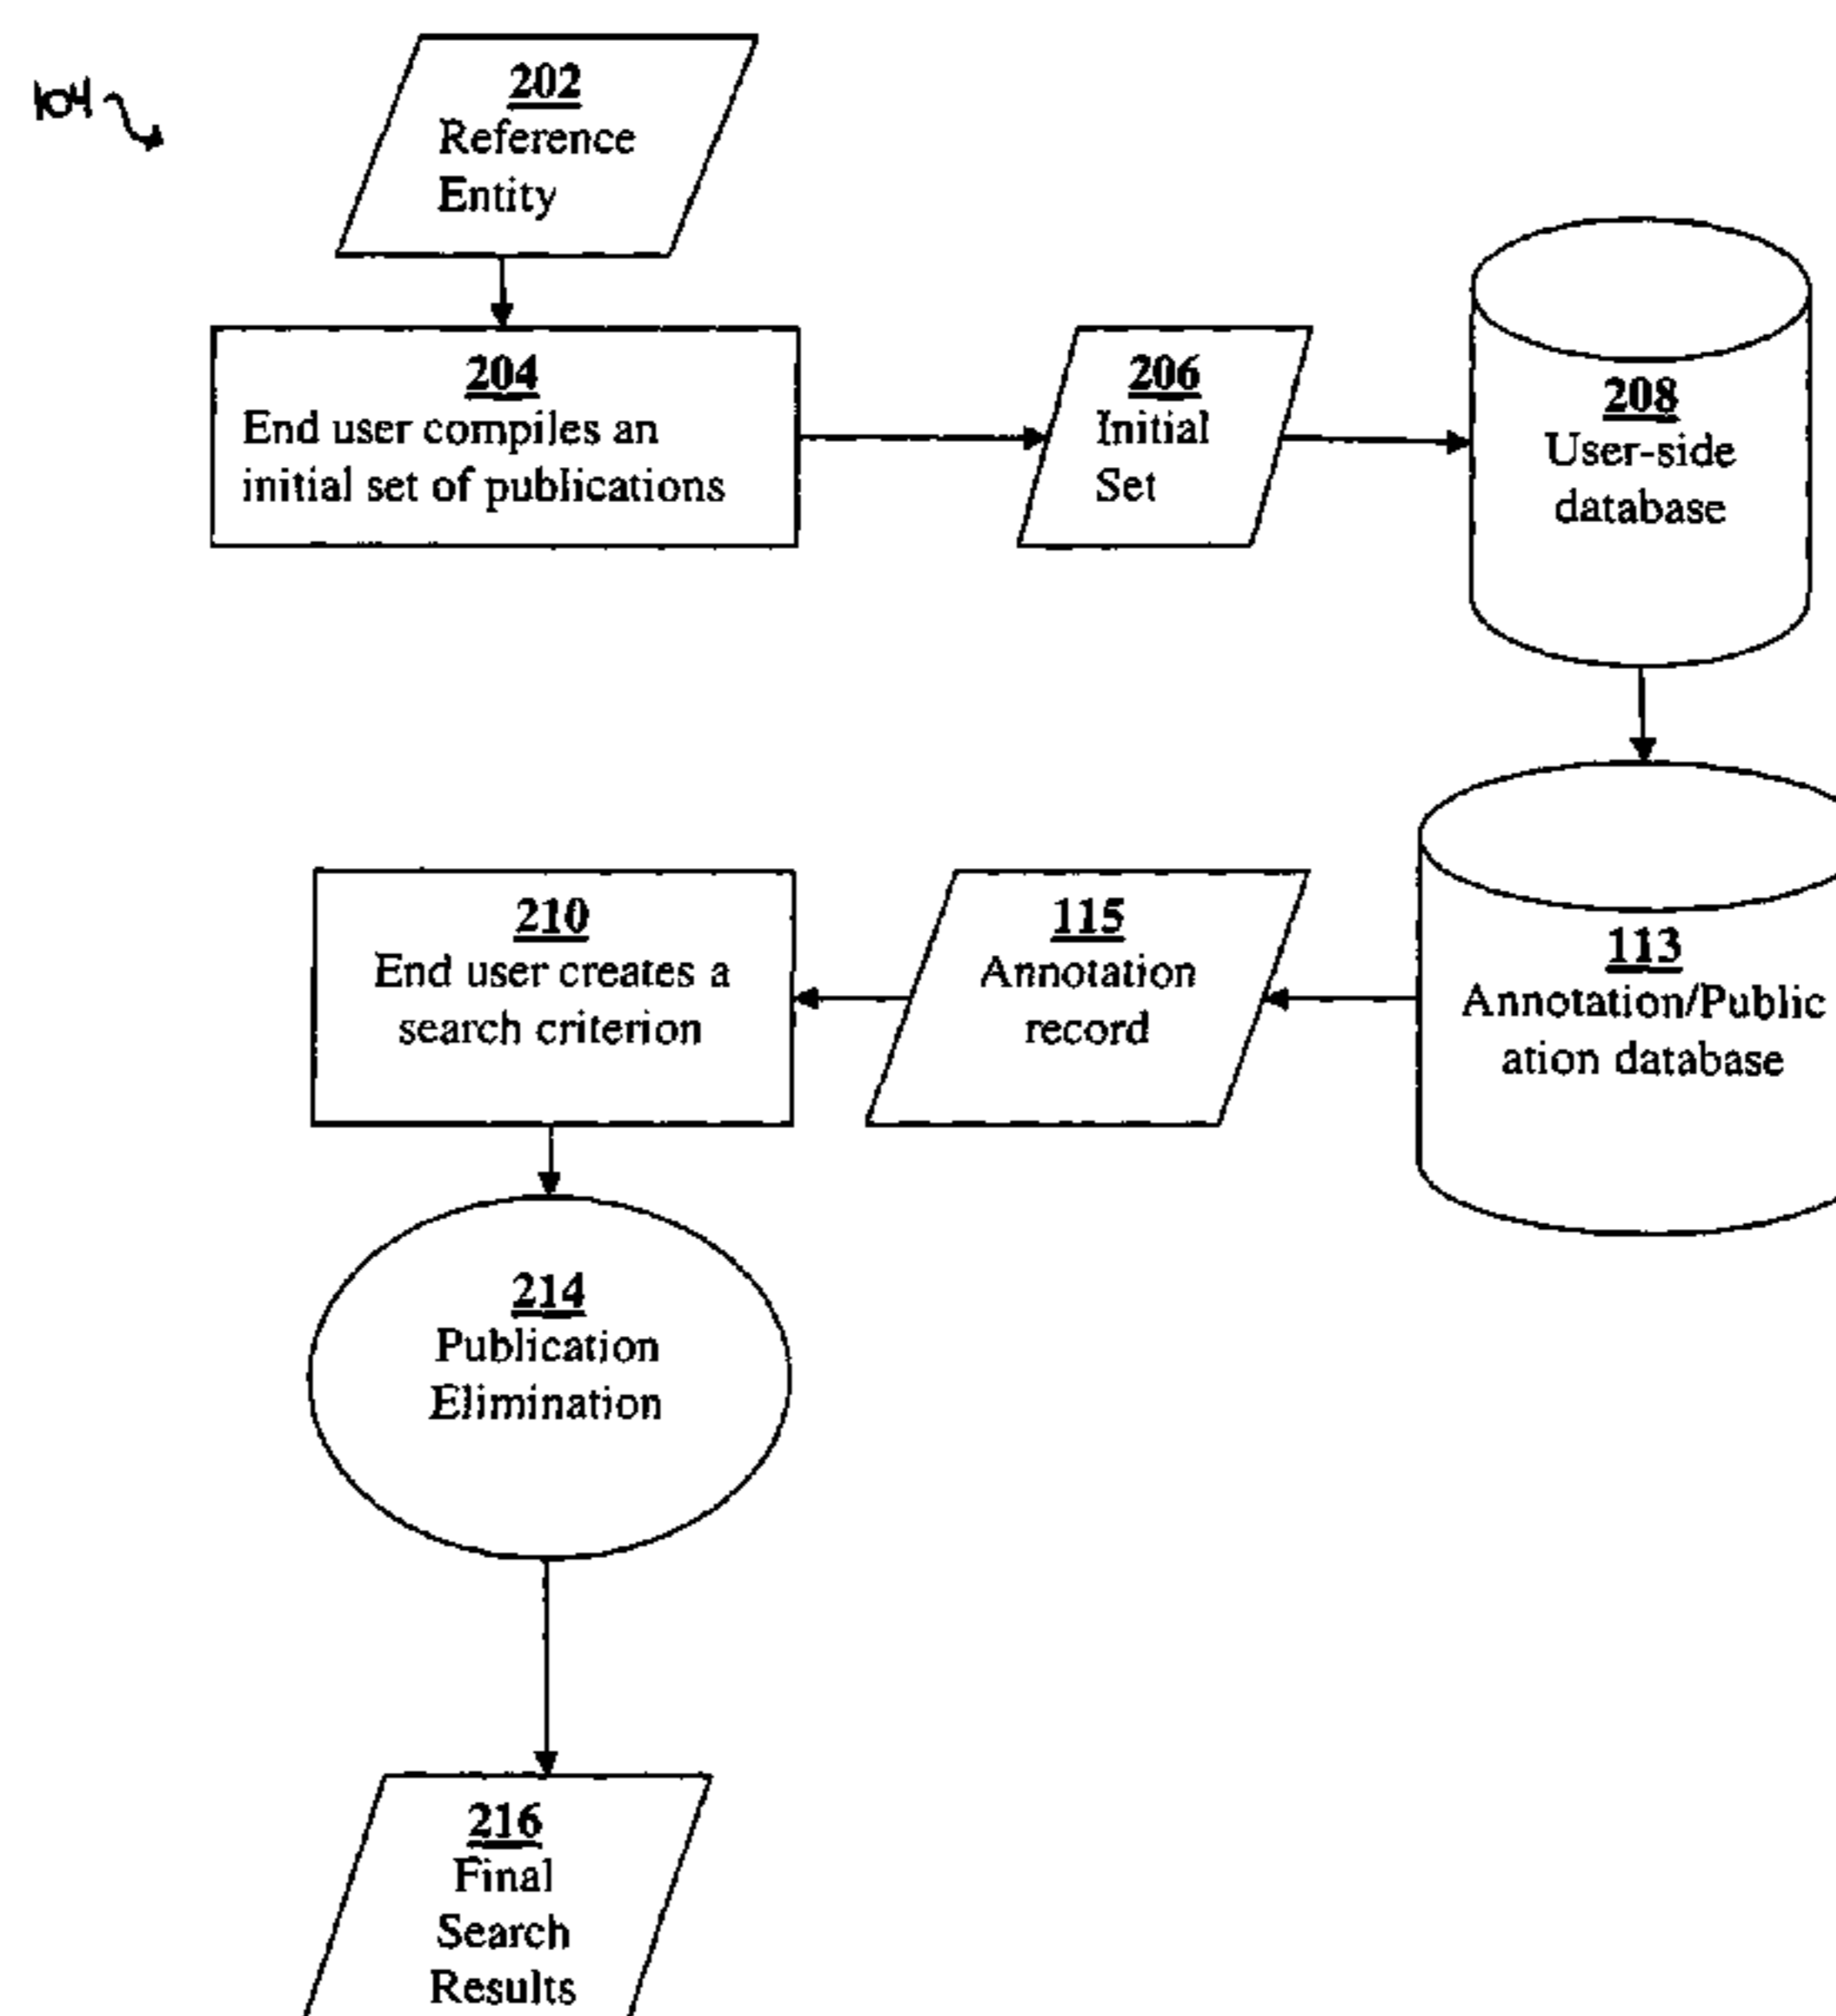 104
202
Reference
Entity
204
End user compiles an
initial set of publications
206
Initial
Set
208
User-side
database
113
Annotation/Public
ation database
115
Annotation
record
210
End user creates a
search criterion
214
Publication
Elimination
216
Final
Search
Results